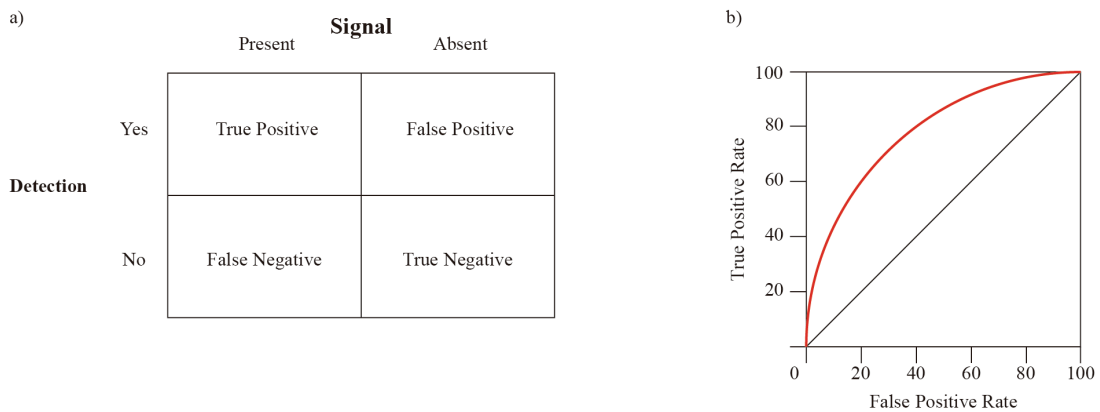 a)
Signal
Present Absent
Yes True Positive False Positive
Detection
No False Negative True Negative
b)
100
80
60
40
20
True Positive Rate
0 20 40 60 80 100
False Positive Rate